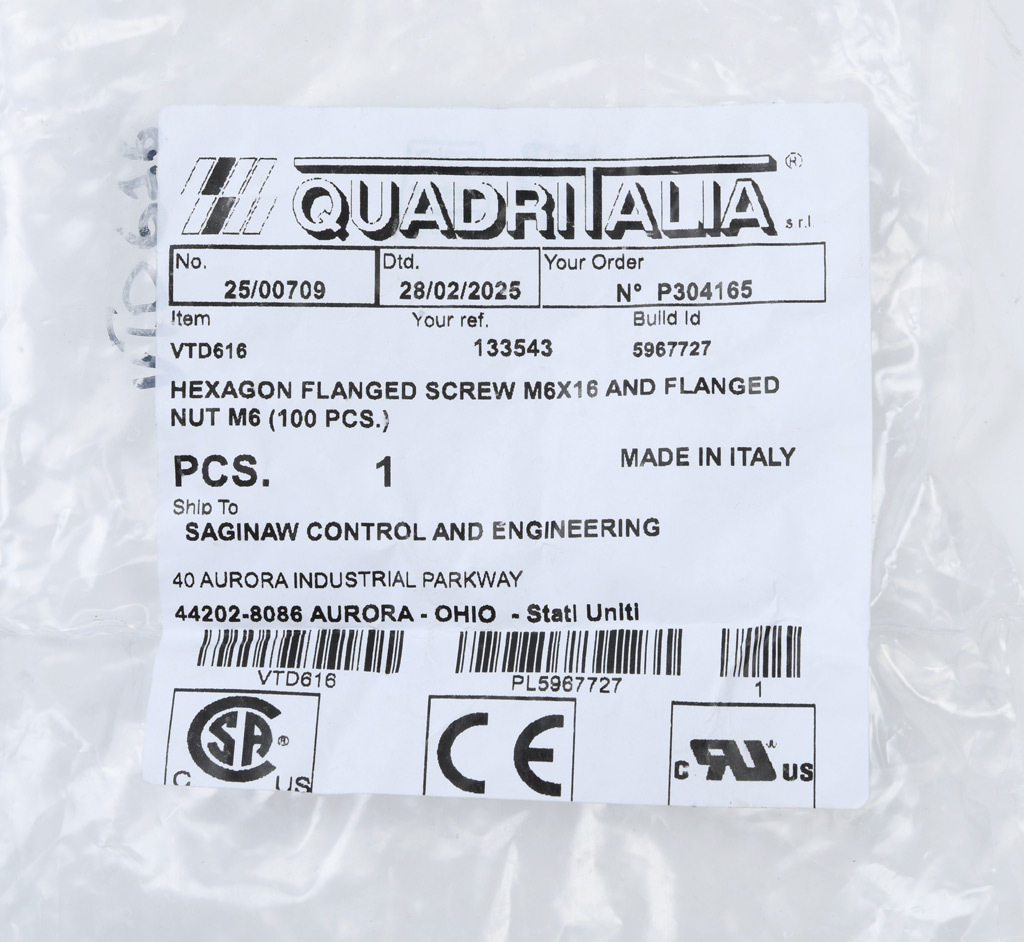 QUADRITALIA ® s.r.l.
No. Dtd. Your Order
25/00709 28/02/2025 N° P304165
Item Your ref. Build Id
VTD616 133543 5967727
HEXAGON FLANGED SCREW M6X16 AND FLANGED
NUT M6 (100 PCS.)
PCS. 1 MADE IN ITALY
Ship To
SAGINAW CONTROL AND ENGINEERING
40 AURORA INDUSTRIAL PARKWAY
44202-8086 AURORA - OHIO - Stati Uniti
VTD616 PL5967727 1
CSA ® CE RU
C US C US